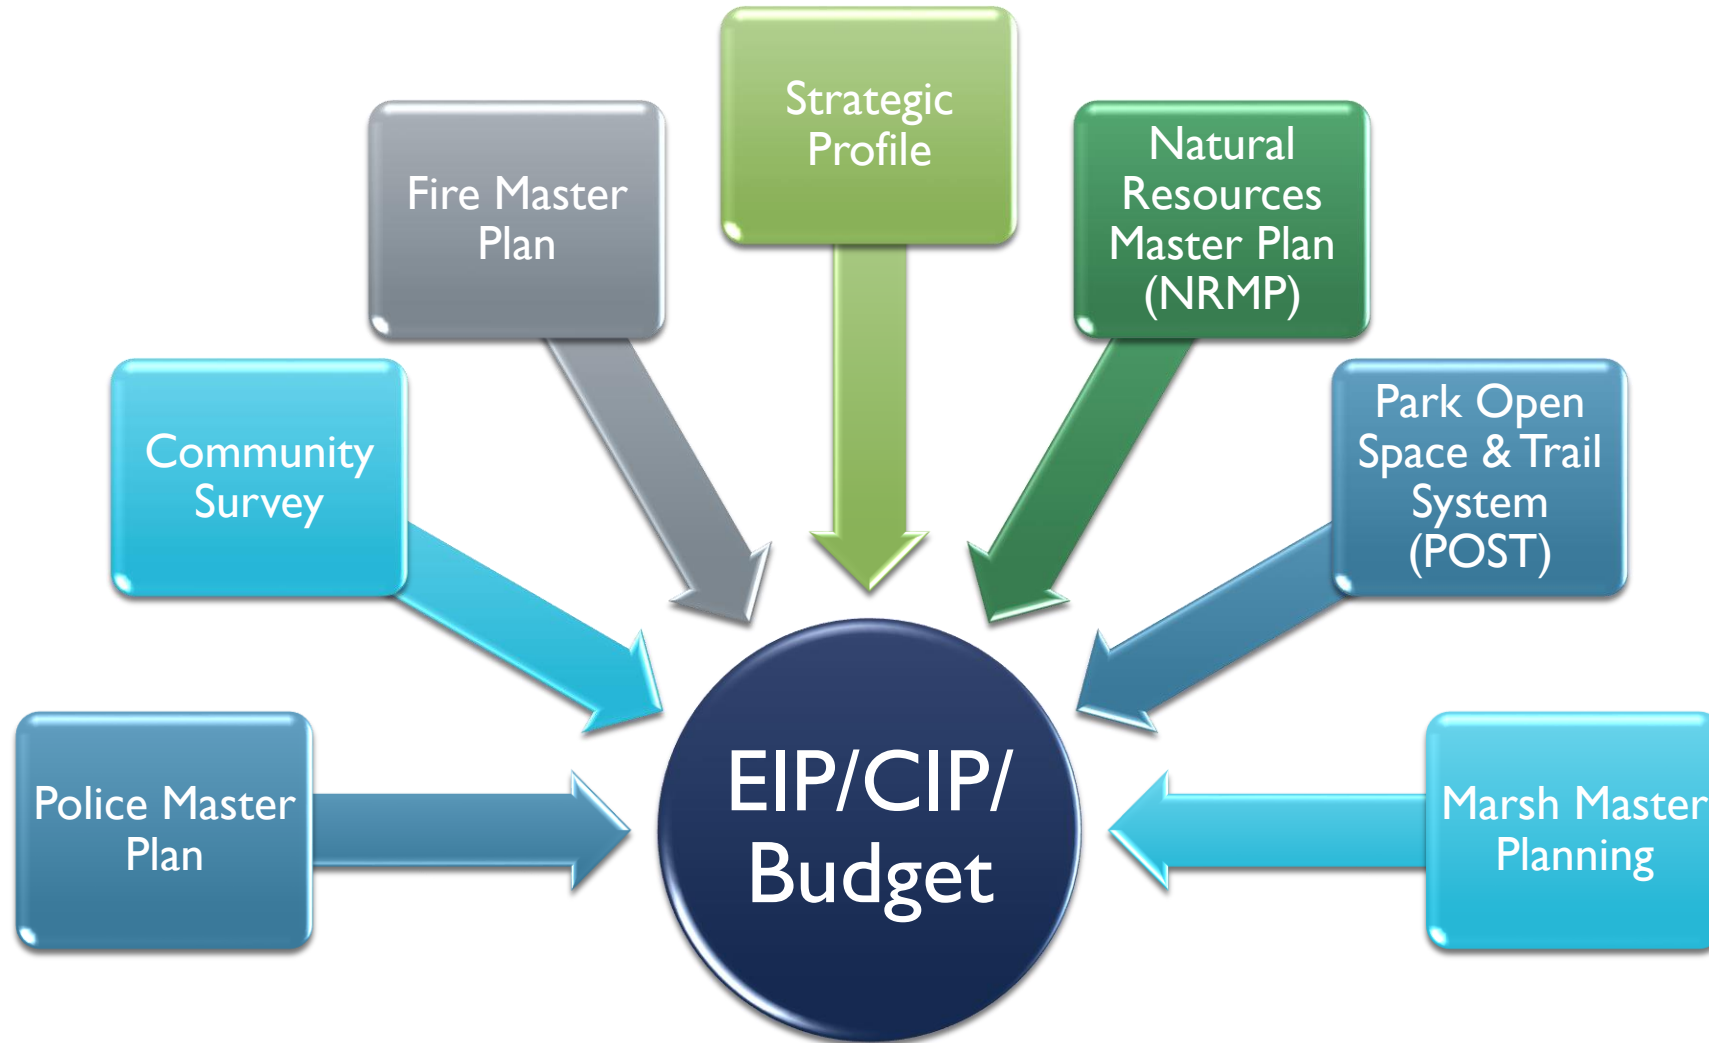 Strategic
Profile
Fire Master
Plan
Natural
Resources
Master Plan
(NRMP)
Community
Survey
Park Open
Space & Trail
System
(POST)
Police Master
Plan
EIP/CIP/
Budget
Marsh Master
Planning